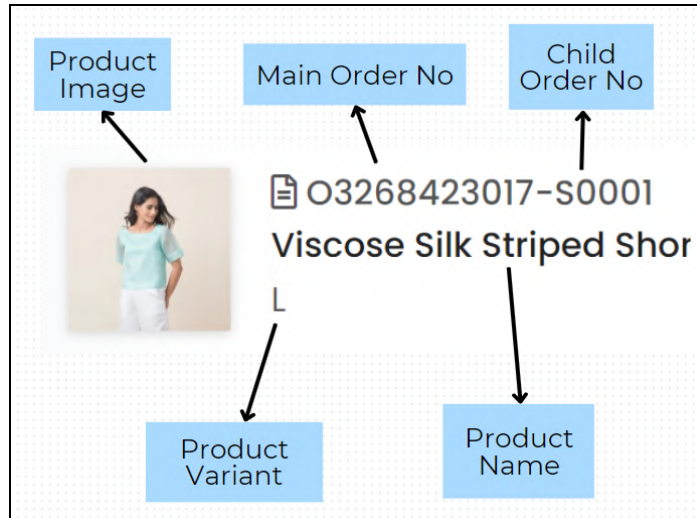 Product
Image
Main Order No
Child
Order No
O3268423017-S0001
Viscose Silk Striped Shor
L
Product
Variant
Product
Name